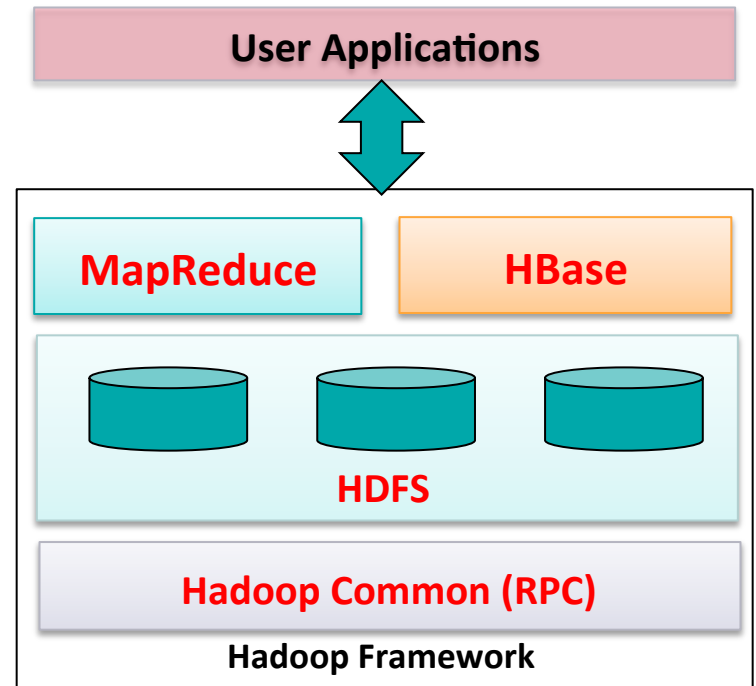 User Applications
MapReduce
HBase
HDFS
Hadoop Common (RPC)
Hadoop Framework